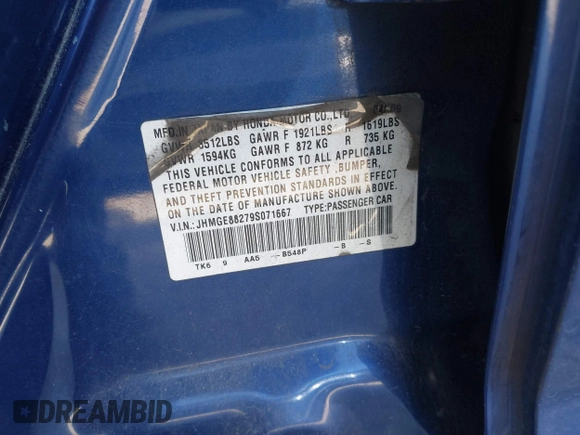 MFD.IN BY HONDA MOTOR CO.,LTD. 04/09
GVWR 3512LBS GAWR F 1921LBS R 1619LBS
GVWR 1594KG GAWR F 872 KG R 735 KG
THIS VEHICLE CONFORMS TO ALL APPLICABLE
FEDERAL MOTOR VEHICLE SAFETY ,BUMPER,
AND THEFT PREVENTION STANDARDS IN EFFECT
ON THE DATE OF MANUFACTURE SHOWN ABOVE.
V.I.N.: JHMGE88279S071667 TYPE:PASSENGER CAR
TK6 9 AA5 --B548P --B --S
DREAMBID